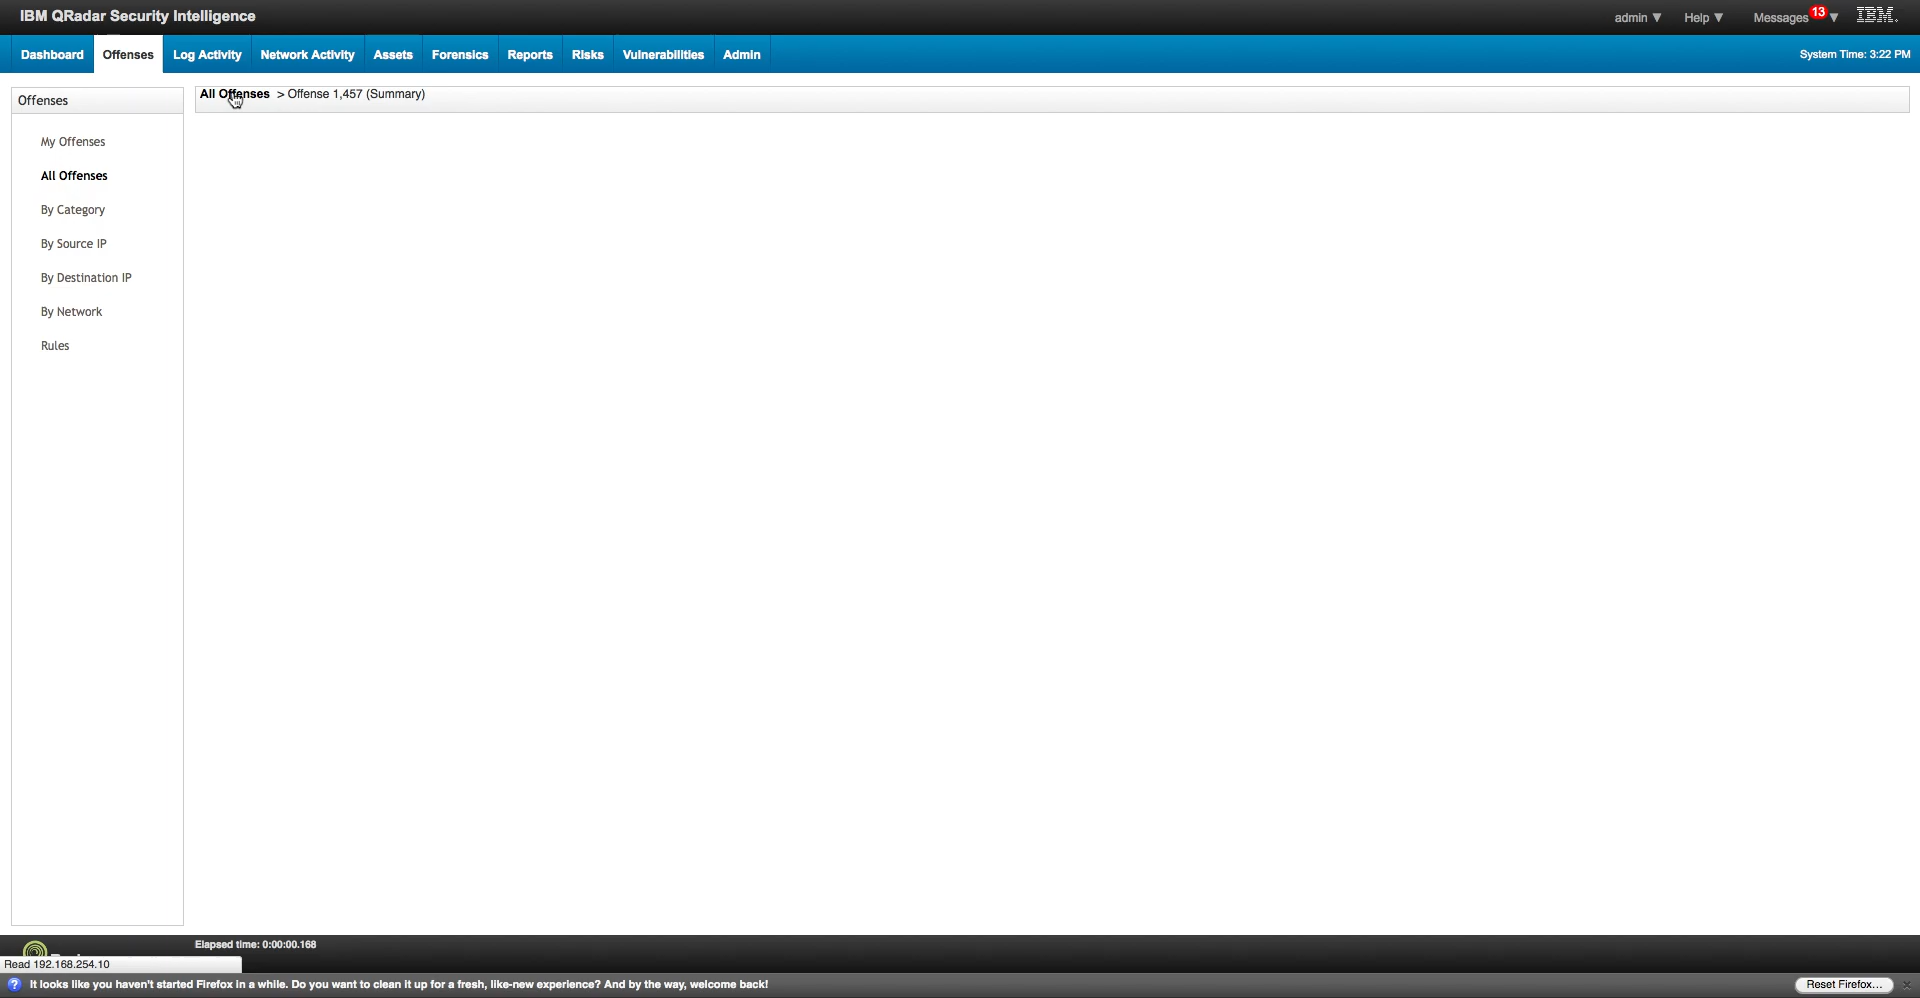 IBM QRadar Security Intelligence
admin ▼ Help ▼ Messages 13 ▼ IBM.
Dashboard Offenses Log Activity Network Activity Assets Forensics Reports Risks Vulnerabilities Admin System Time: 3:22 PM
Offenses
All Offenses > Offense 1,457 (Summary)
My Offenses
All Offenses
By Category
By Source IP
By Destination IP
By Network
Rules
Elapsed time: 0:00:00.168
Read 192.168.254.10
? It looks like you haven't started Firefox in a while. Do you want to clean it up for a fresh, like-new experience? And by the way, welcome back! Reset Firefox... ×